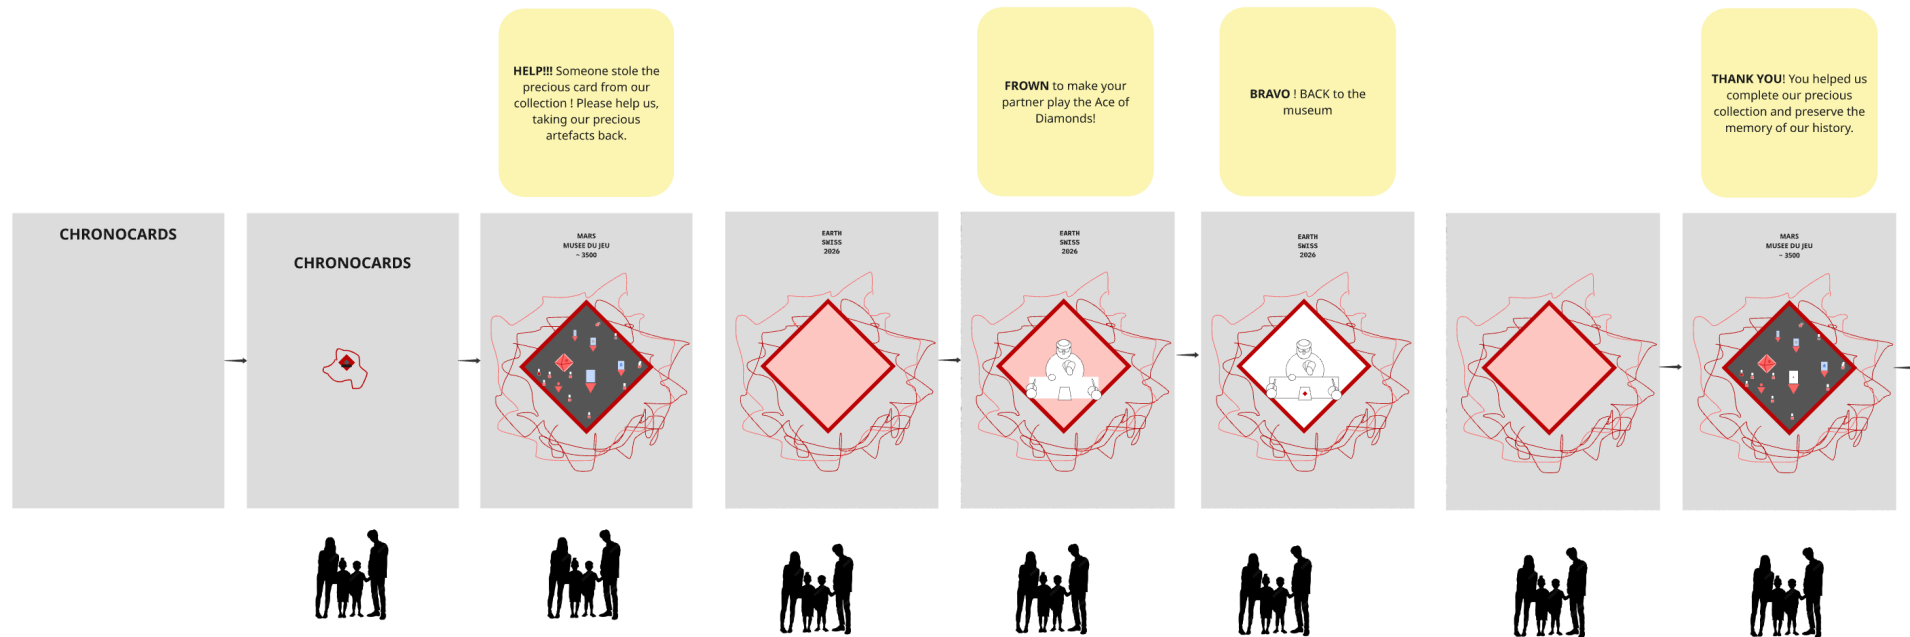 HELP!!! Someone stole the
precious card from our
collection ! Please help us,
taking our precious
artefacts back.
FROWN to make your
partner play the Ace of
Diamonds!
BRAVO ! BACK to the
museum
THANK YOU! You helped us
complete our precious
collection and preserve the
memory of our history.
CHRONOCARDS
CHRONOCARDS
MARS
MUSEE DU JEU
~ 3500
EARTH
SWISS
2026
EARTH
SWISS
2026
EARTH
SWISS
2026
MARS
MUSEE DU JEU
~ 3500